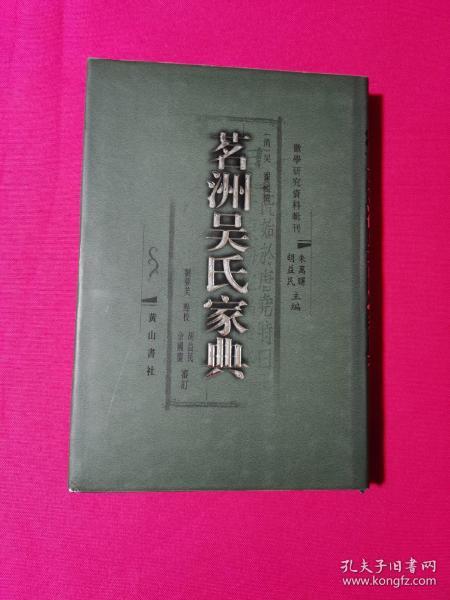 徽學研究資料輯刊
朱萬曙
胡益民
主編
［清］吴翟輯撰
茗洲吴氏家典
劉夢芙 點校
胡益民
余國慶
審訂
黄山書社
孔夫子旧书网
www.kongfz.com